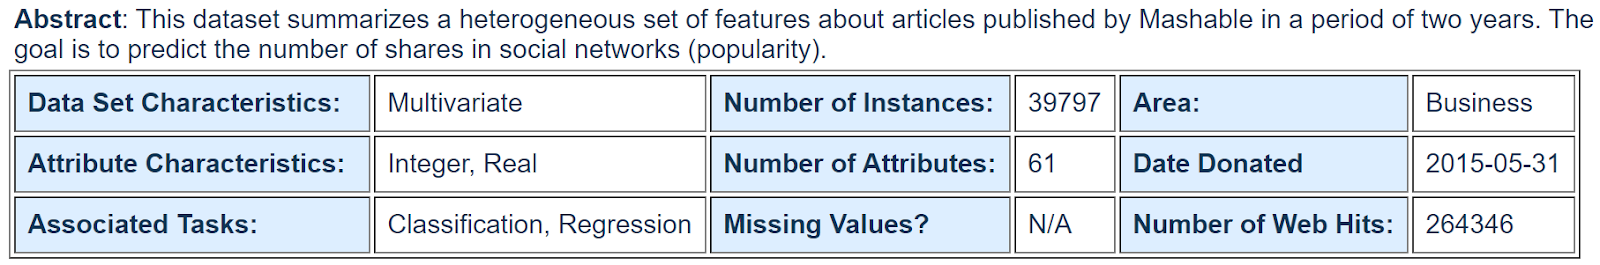 Abstract: This dataset summarizes a heterogeneous set of features about articles published by Mashable in a period of two years. The
goal is to predict the number of shares in social networks (popularity).
Data Set Characteristics: Multivariate Number of Instances: 39797 Area: Business
Attribute Characteristics: Integer, Real Number of Attributes: 61 Date Donated 2015-05-31
Associated Tasks: Classification, Regression Missing Values? N/A Number of Web Hits: 264346